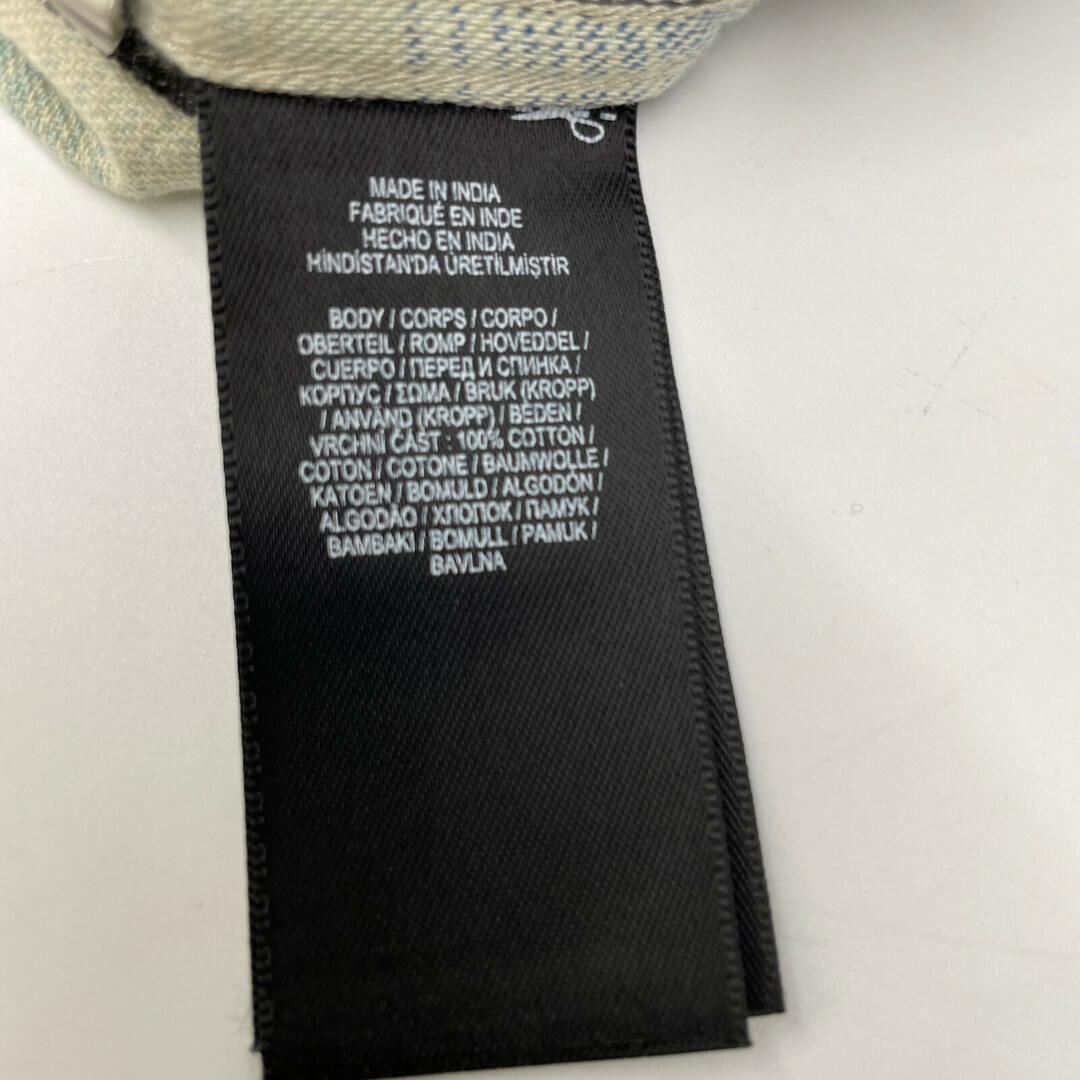 MADE IN INDIA
FABRIQUÉ EN INDE
HECHO EN INDIA
HİNDİSTAN'DA ÜRETİLMİŞTİR
BODY / CORPS / CORPO /
OBERTEIL / ROMP / HOVEDDEL /
CUERPO / ПЕРЕД И СПИНКА /
КОРПУС / ΣΩΜΑ / BRUK (KROPP)
/ ANVÄND (KROPP) / BEDEN /
VRCHNÍ ČÁST : 100% COTTON /
COTON / COTONE / BAUMWOLLE /
KATOEN / BOMULD / ALGODÓN /
ALGODÃO / ХЛОПОК / ПАМУК /
BAMBAKI / BOMULL / PAMUK /
BAVLNA